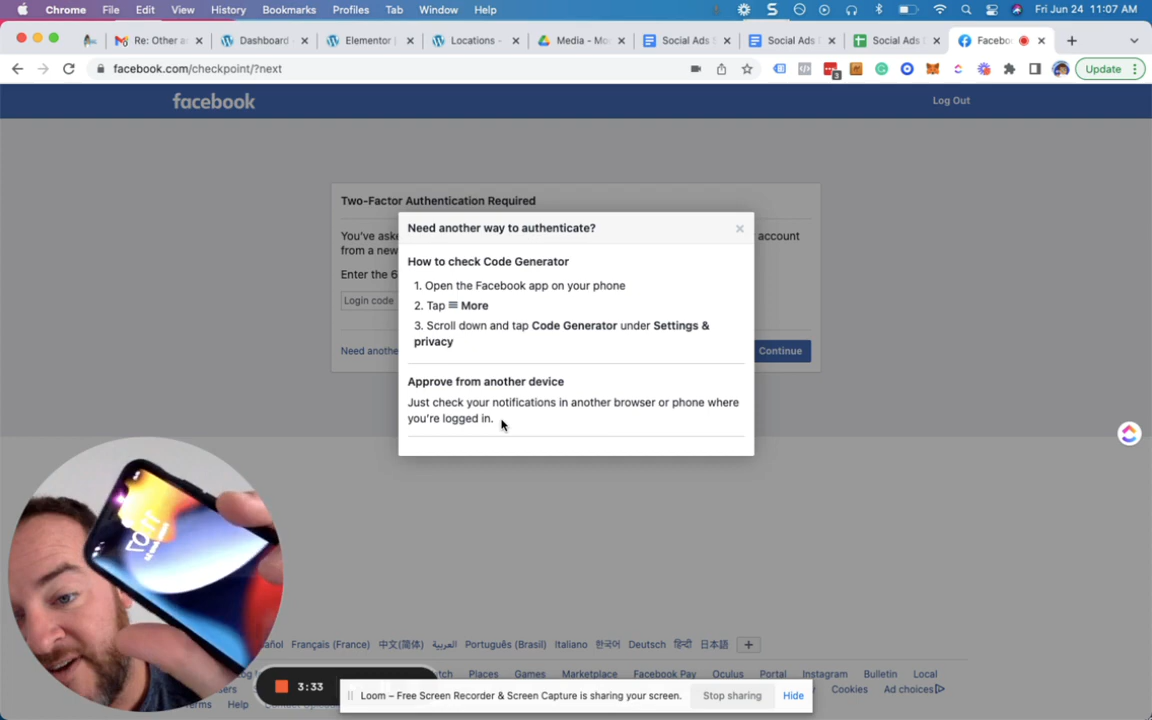 Chrome File Edit View History Bookmarks Profiles Tab Window Help Fri Jun 24 11:07 AM
Re: Other a Dashboard Elementor Locations - Media - Mo Social Ads Social Ads Social Ads Facebo
facebook.com/checkpoint/?next 3 Update
facebook Log Out
Two-Factor Authentication Required
You've aske account
from a new
Enter the 6
Login code
Need anothe Continue
Need another way to authenticate? ×
How to check Code Generator
1. Open the Facebook app on your phone
2. Tap ≡ More
3. Scroll down and tap Code Generator under Settings &
privacy
Approve from another device
Just check your notifications in another browser or phone where
you're logged in.
Français (France) 中文(简体) العربية Português (Brasil) Italiano 한국어 Deutsch हिन्दी 日本語 +
Places Games Marketplace Facebook Pay Oculus Portal Instagram Bulletin Local
Cookies Ad choices
Help
3:33
Loom – Free Screen Recorder & Screen Capture is sharing your screen. Stop sharing Hide